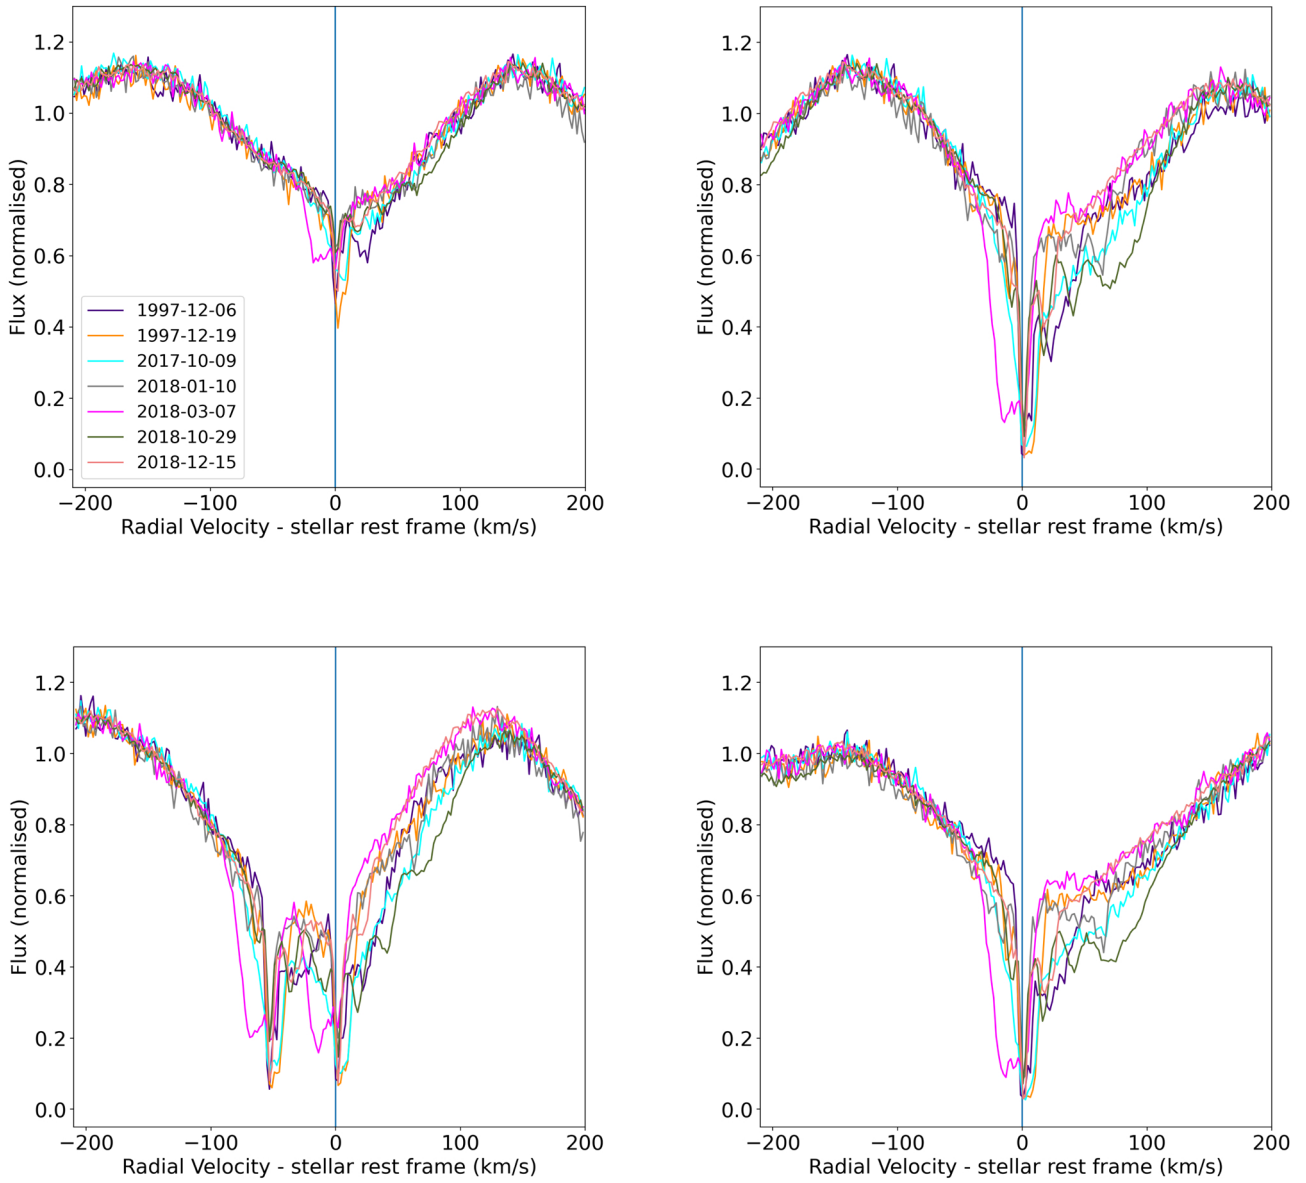 1.2
1.0
0.8
0.6
0.4
0.2
0.0
Flux (normalised)
1997-12-06
1997-12-19
2017-10-09
2018-01-10
2018-03-07
2018-10-29
2018-12-15
−200 −100 0 100 200
Radial Velocity - stellar rest frame (km/s)
1.2
1.0
0.8
0.6
0.4
0.2
0.0
Flux (normalised)
−200 −100 0 100 200
Radial Velocity - stellar rest frame (km/s)
1.2
1.0
0.8
0.6
0.4
0.2
0.0
Flux (normalised)
−200 −100 0 100 200
Radial Velocity - stellar rest frame (km/s)
1.2
1.0
0.8
0.6
0.4
0.2
0.0
Flux (normalised)
−200 −100 0 100 200
Radial Velocity - stellar rest frame (km/s)